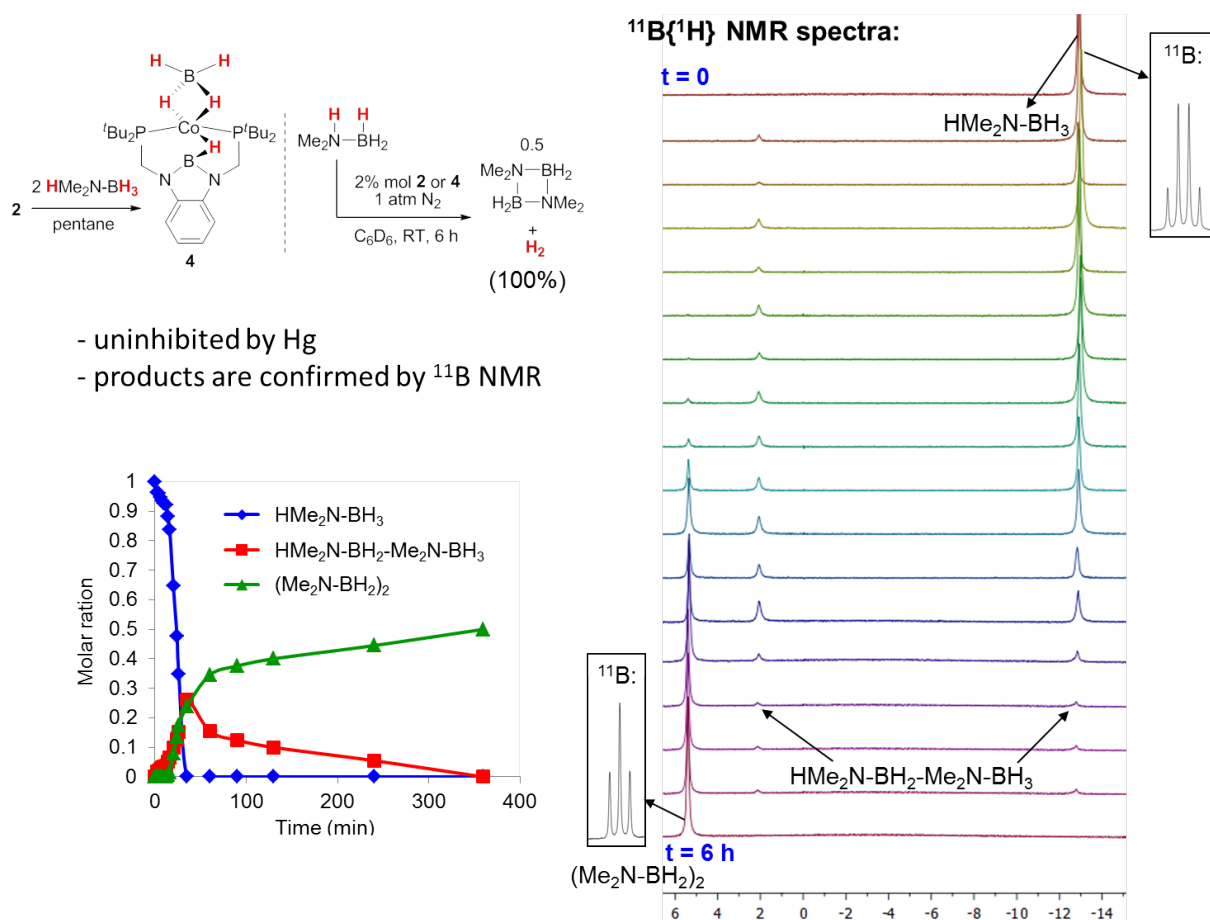 ¹¹B{¹H} NMR spectra:
t = 0
¹¹B:
HMe₂N-BH₃
H H
B
H H
ᵗBu₂P Co PᵗBu₂
H
B
N N
2 HMe₂N-BH₃
2
pentane
4
H H
Me₂N–BH₂
2% mol 2 or 4
1 atm N₂
C₆D₆, RT, 6 h
0.5
Me₂N–BH₂
H₂B–NMe₂
+
H₂
(100%)
- uninhibited by Hg
- products are confirmed by ¹¹B NMR
1
0.9
0.8
0.7
0.6
0.5
0.4
0.3
0.2
0.1
0
Molar ration
HMe₂N-BH₃
HMe₂N-BH₂-Me₂N-BH₃
(Me₂N-BH₂)₂
0 100 200 300 400
Time (min)
¹¹B:
HMe₂N-BH₂-Me₂N-BH₃
t = 6 h
(Me₂N-BH₂)₂
6 4 2 0 -2 -4 -6 -8 -10 -12 -14